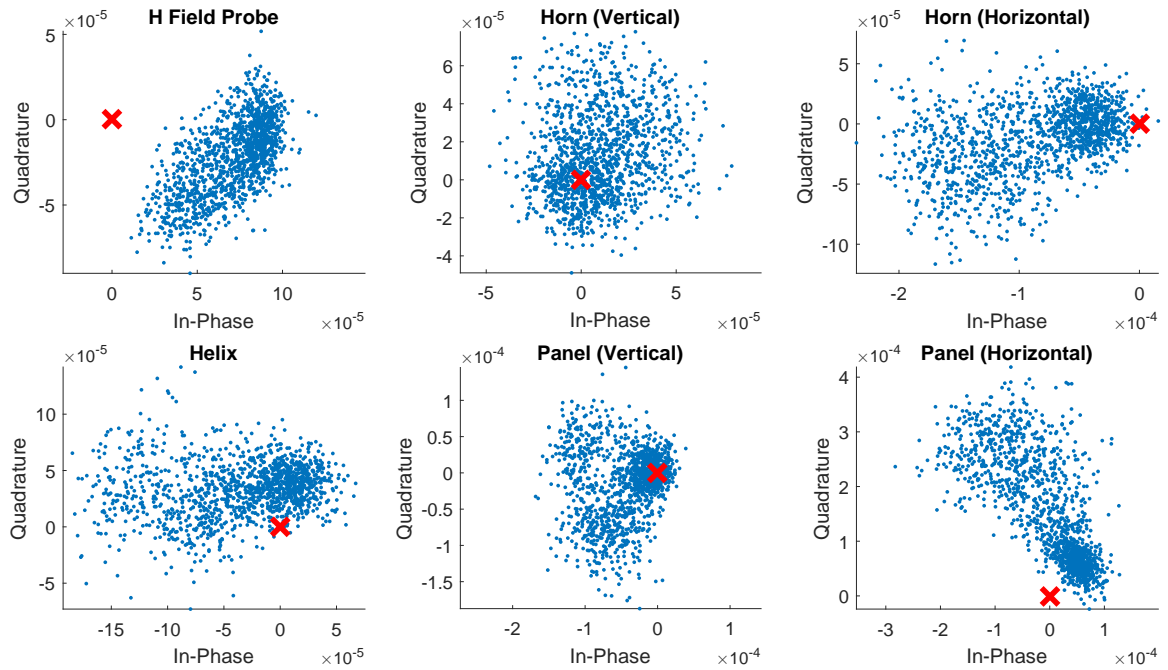 H Field Probe
×10^-5
5
0
-5
Quadrature
0 5 10
In-Phase
×10^-5
Horn (Vertical)
×10^-5
6
4
2
0
-2
-4
Quadrature
-5 0 5
In-Phase
×10^-5
Horn (Horizontal)
×10^-5
5
0
-5
-10
Quadrature
-2 -1 0
In-Phase
×10^-4
Helix
×10^-5
10
5
0
-5
Quadrature
-15 -10 -5 0 5
In-Phase
×10^-5
Panel (Vertical)
×10^-4
1
0.5
0
-0.5
-1
-1.5
Quadrature
-2 -1 0 1
In-Phase
×10^-4
Panel (Horizontal)
×10^-4
4
3
2
1
0
Quadrature
-3 -2 -1 0 1
In-Phase
×10^-4